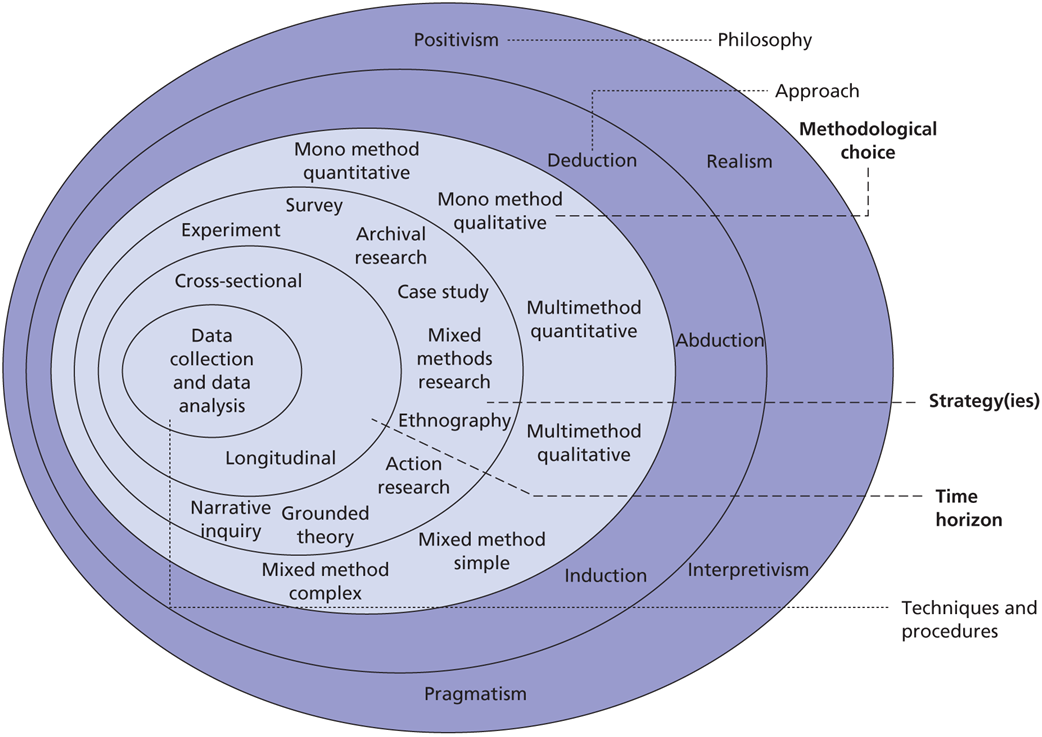 Positivism
Philosophy
Approach
Methodological
choice
Deduction
Realism
Mono method
quantitative
Mono method
qualitative
Survey
Experiment
Archival
research
Cross-sectional
Case study
Multimethod
quantitative
Data
collection
and data
analysis
Mixed
methods
research
Abduction
Strategy(ies)
Ethnography
Multimethod
qualitative
Longitudinal
Action
research
Time
horizon
Narrative
inquiry
Grounded
theory
Mixed method
simple
Mixed method
complex
Induction
Interpretivism
Techniques and
procedures
Pragmatism